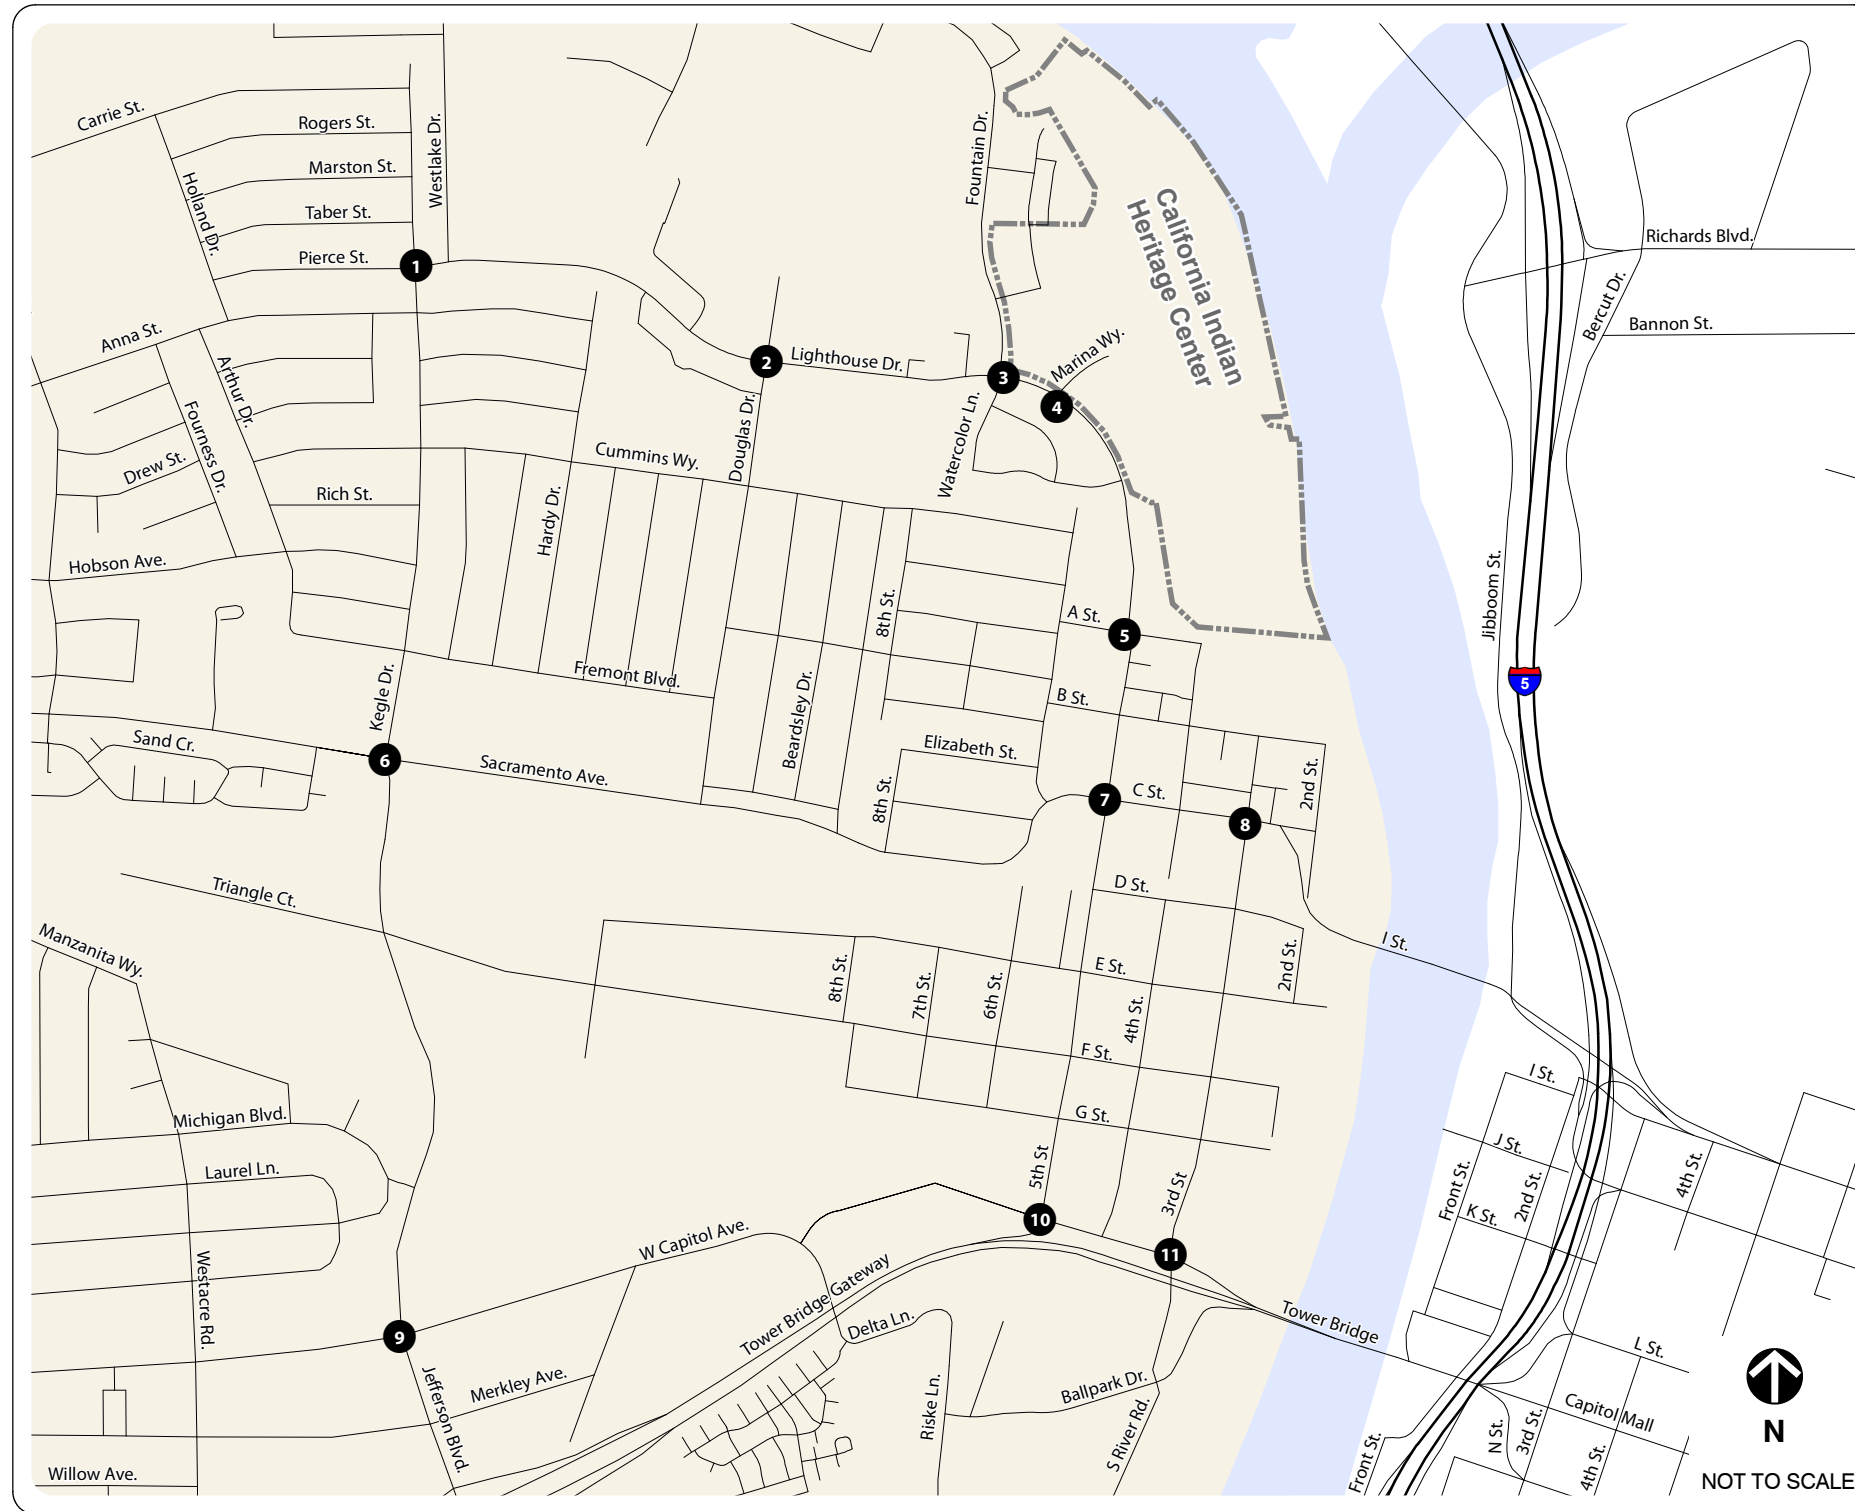 Carrie St.
Rogers St.
Westlake Dr.
Fountain Dr.
Marston St.
Holland Dr.
Taber St.
California Indian
Heritage Center
Richards Blvd.
Pierce St.
1
Bercut Dr.
Bannon St.
Anna St.
Arthur Dr.
2
Lighthouse Dr.
3
Marina Wy.
4
Fourness Dr.
Douglas Dr.
Watercolor Ln.
Cummins Wy.
Drew St.
Rich St.
Hardy Dr.
Hobson Ave.
8th St.
A St.
5
Jibboom St.
Kegle Dr.
Fremont Blvd.
B St.
5
Beardsley Dr.
Sand Cr.
6
Sacramento Ave.
Elizabeth St.
2nd St.
8th St.
7
C St.
8
Triangle Ct.
D St.
Manzanita Wy.
I St.
8th St.
7th St.
6th St.
E St.
2nd St.
4th St.
F St.
I St.
Michigan Blvd.
G St.
J St.
Laurel Ln.
5th St
3rd St
Front St.
2nd St.
4th St.
K St.
10
W Capitol Ave.
11
Westacre Rd.
Tower Bridge Gateway
Tower Bridge
9
Delta Ln.
L St.
Jefferson Blvd.
Merkley Ave.
Riske Ln.
Ballpark Dr.
S River Rd.
Capitol Mall
Front St.
N St.
3rd St.
4th St.
N
Willow Ave.
NOT TO SCALE